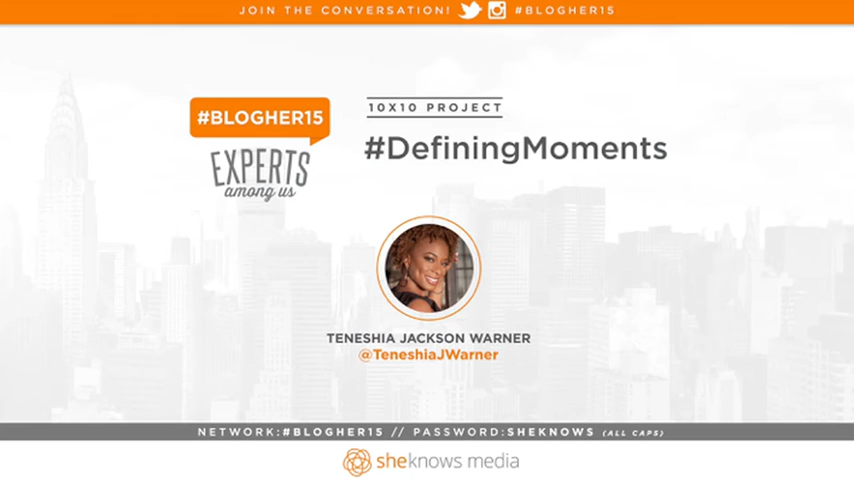 JOIN THE CONVERSATION! #BLOGHER15
#BLOGHER15
EXPERTS
among us
10X10 PROJECT
#DefiningMoments
TENESHIA JACKSON WARNER
@TeneshiaJWarner
NETWORK:#BLOGHER15 // PASSWORD:SHEKNOWS (ALL CAPS)
sheknows media